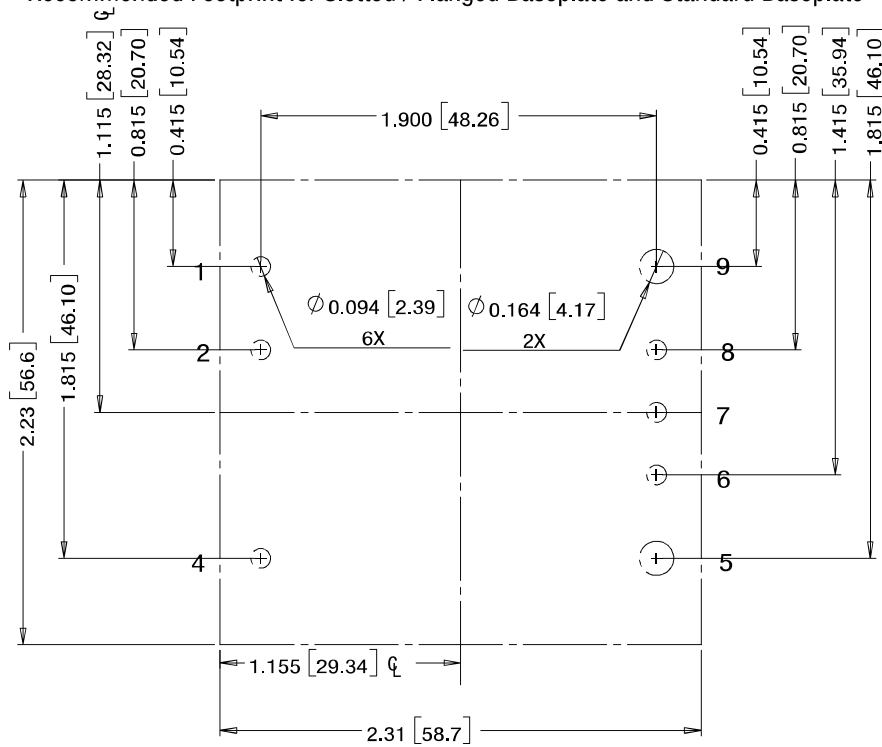 Recommended Footprint for Slotted / Flanged Baseplate and Standard Baseplate
1.115 [28.32] ℄
0.815 [20.70]
0.415 [10.54]
0.415 [10.54]
0.815 [20.70]
1.415 [35.94]
1.815 [46.10]
1.900 [48.26]
1
9
Ø 0.094 [2.39]
6X
Ø 0.164 [4.17]
2X
2
8
2.23 [56.6]
1.815 [46.10]
7
6
4
5
1.155 [29.34] ℄
2.31 [58.7]